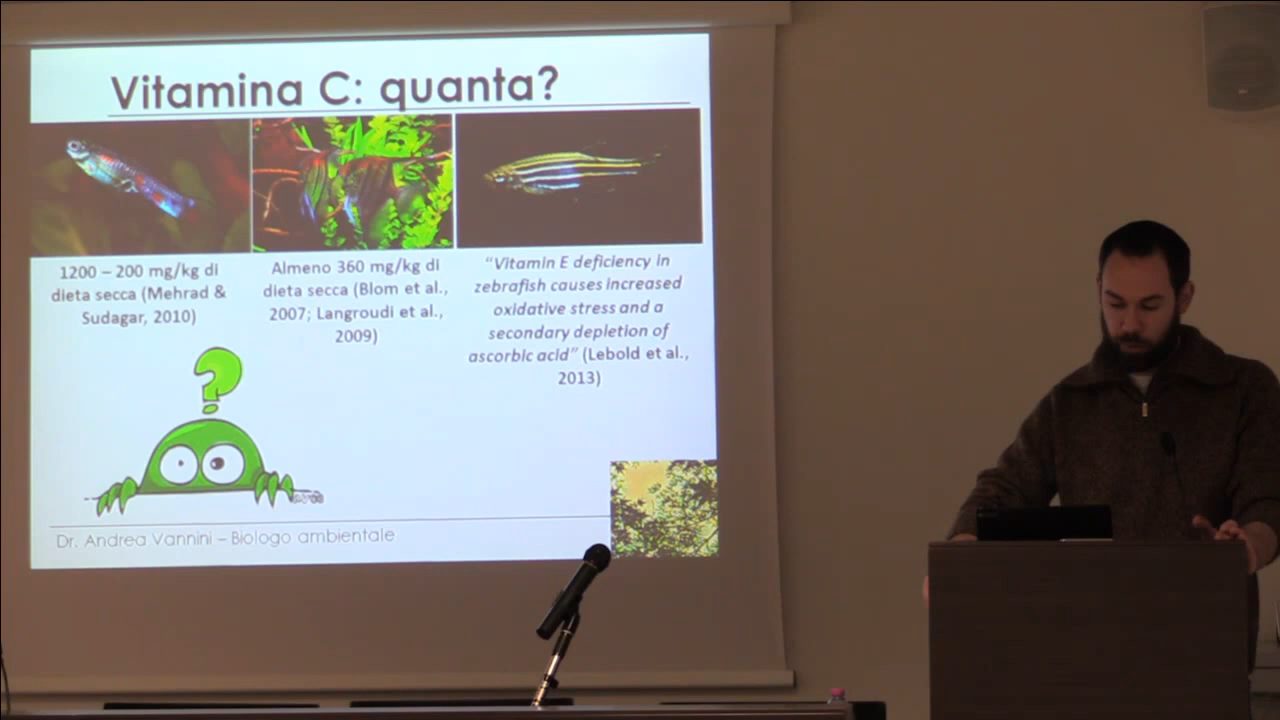 Vitamina C: quanta?
1200 – 200 mg/kg di
dieta secca (Mehrad &
Sudagar, 2010)
Almeno 360 mg/kg di
dieta secca (Blom et al.,
2007; Langroudi et al.,
2009)
“Vitamin E deficiency in
zebrafish causes increased
oxidative stress and a
secondary depletion of
ascorbic acid” (Lebold et al.,
2013)
Dr. Andrea Vannini – Biologo ambientale